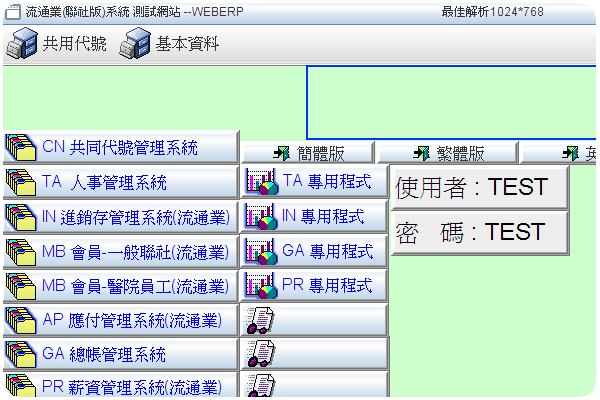 流通業(聯社版)系統 測試網站 --WEBERP 最佳解析1024*768
共用代號 基本資料
CN 共同代號管理系統
簡體版 繁體版 英
TA 人事管理系統 TA 專用程式
使用者 : TEST
IN 進銷存管理系統(流通業) IN 專用程式
密 碼 : TEST
MB 會員-一般聯社(流通業) GA 專用程式
MB 會員-醫院員工(流通業) PR 專用程式
AP 應付管理系統(流通業)
GA 總帳管理系統
PR 薪資管理系統(流通業)